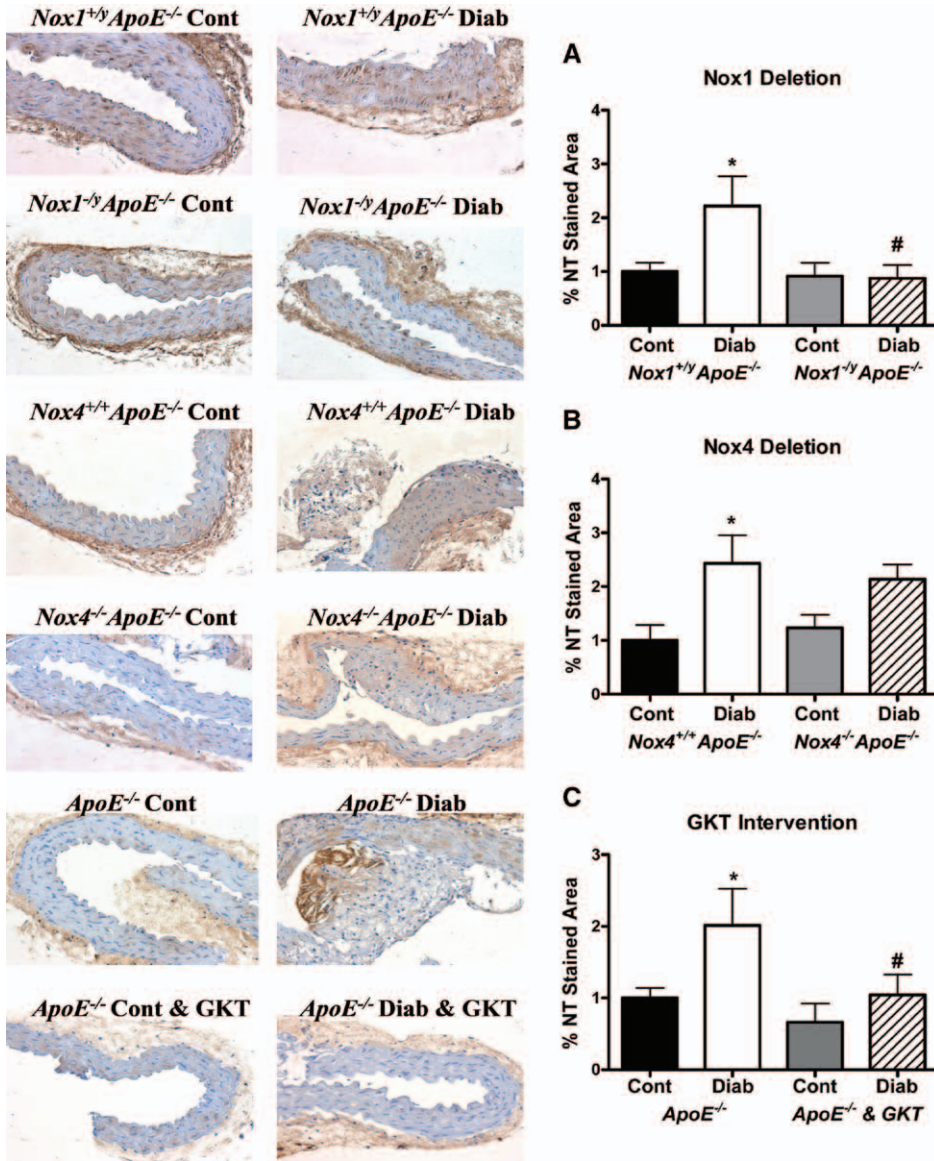 Nox1+/yApoE-/- Cont
Nox1+/yApoE-/- Diab
Nox1-/yApoE-/- Cont
Nox1-/yApoE-/- Diab
Nox4+/+ApoE-/- Cont
Nox4+/+ApoE-/- Diab
Nox4-/-ApoE-/- Cont
Nox4-/-ApoE-/- Diab
ApoE-/- Cont
ApoE-/- Diab
ApoE-/- Cont & GKT
ApoE-/- Diab & GKT
A
Nox1 Deletion
% NT Stained Area
4
3
2
1
0
*
#
Cont Diab Cont Diab
Nox1+/yApoE-/- Nox1-/yApoE-/-
B
Nox4 Deletion
% NT Stained Area
4
3
2
1
0
*
Cont Diab Cont Diab
Nox4+/+ApoE-/- Nox4-/-ApoE-/-
C
GKT Intervention
% NT Stained Area
3
2
1
0
*
#
Cont Diab Cont Diab
ApoE-/- ApoE-/- & GKT